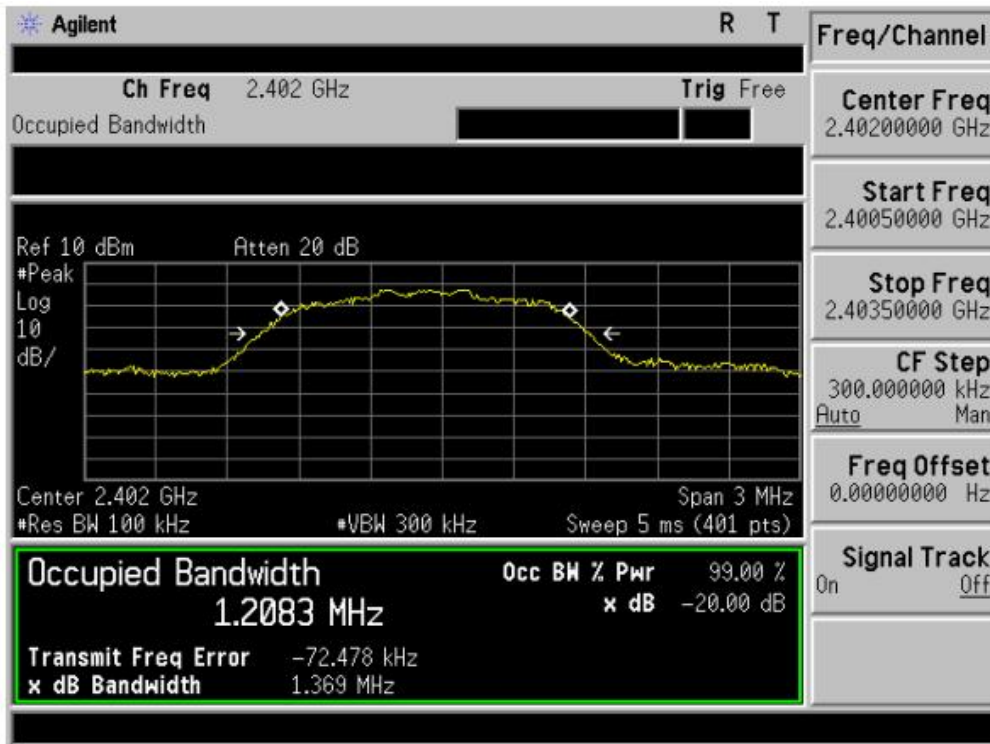 Agilent
R T
Ch Freq 2.402 GHz
Trig Free
Occupied Bandwidth
Ref 10 dBm
Atten 20 dB
#Peak
Log
10
dB/
Center 2.402 GHz
Span 3 MHz
#Res BW 100 kHz
#VBW 300 kHz
Sweep 5 ms (401 pts)
Occupied Bandwidth
1.2083 MHz
Occ BW % Pwr 99.00 %
x dB -20.00 dB
Transmit Freq Error -72.478 kHz
x dB Bandwidth 1.369 MHz
Freq/Channel
Center Freq
2.40200000 GHz
Start Freq
2.40050000 GHz
Stop Freq
2.40350000 GHz
CF Step
300.000000 kHz
Auto Man
Freq Offset
0.00000000 Hz
Signal Track
On Off